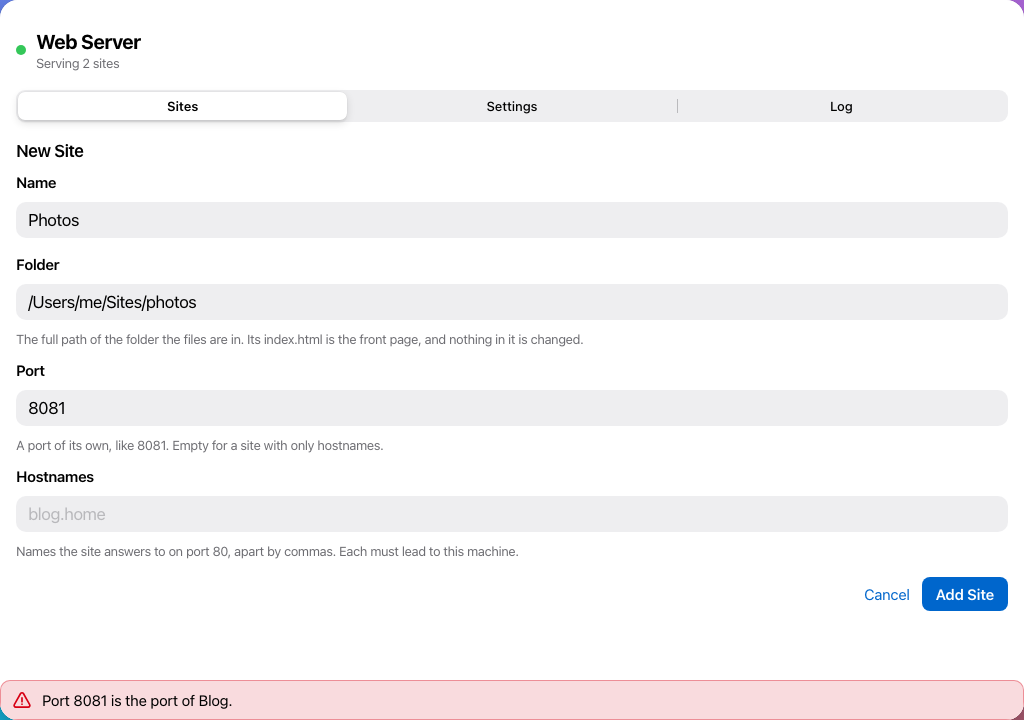 Web Server
Serving 2 sites
Sites
Settings
Log
New Site
Name
Photos
Folder
/Users/me/Sites/photos
The full path of the folder the files are in. Its index.html is the front page, and nothing in it is changed.
Port
8081
A port of its own, like 8081. Empty for a site with only hostnames.
Hostnames
blog.home
Names the site answers to on port 80, apart by commas. Each must lead to this machine.
Cancel
Add Site
Port 8081 is the port of Blog.